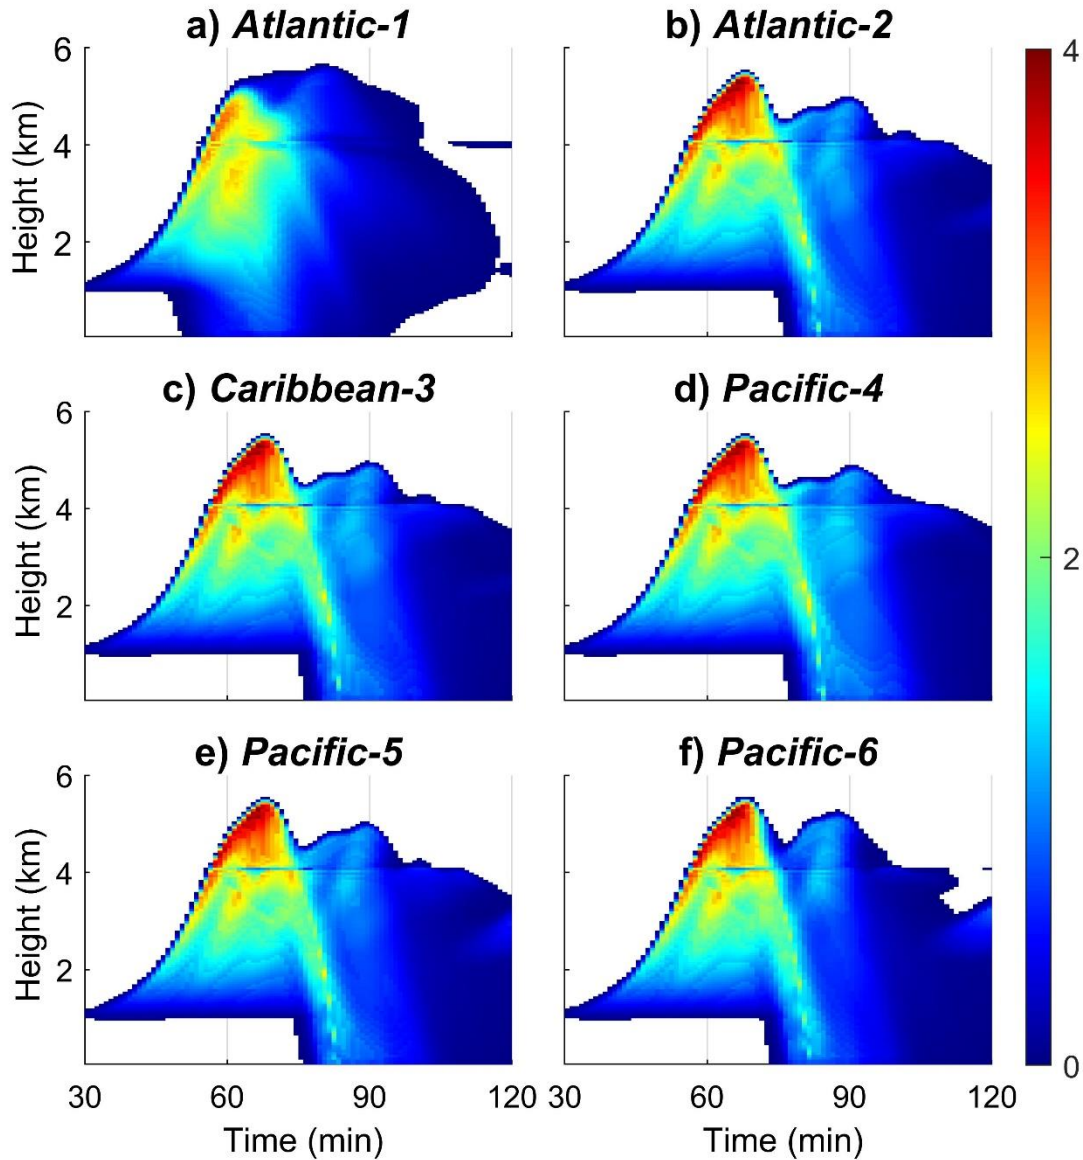 a) Atlantic-1
b) Atlantic-2
6
4
2
Height (km)
4
2
0
c) Caribbean-3
d) Pacific-4
6
4
2
Height (km)
e) Pacific-5
f) Pacific-6
6
4
2
Height (km)
30 60 90 120
30 60 90 120
Time (min)
Time (min)